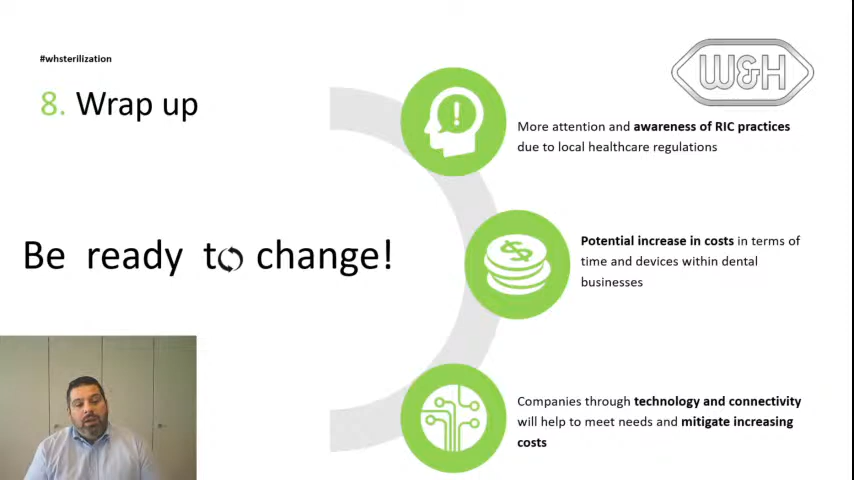 #whsterilization
8. Wrap up
W&H
More attention and awareness of RIC practices
due to local healthcare regulations
Be ready to change!
Potential increase in costs in terms of
time and devices within dental
businesses
Companies through technology and connectivity
will help to meet needs and mitigate increasing
costs